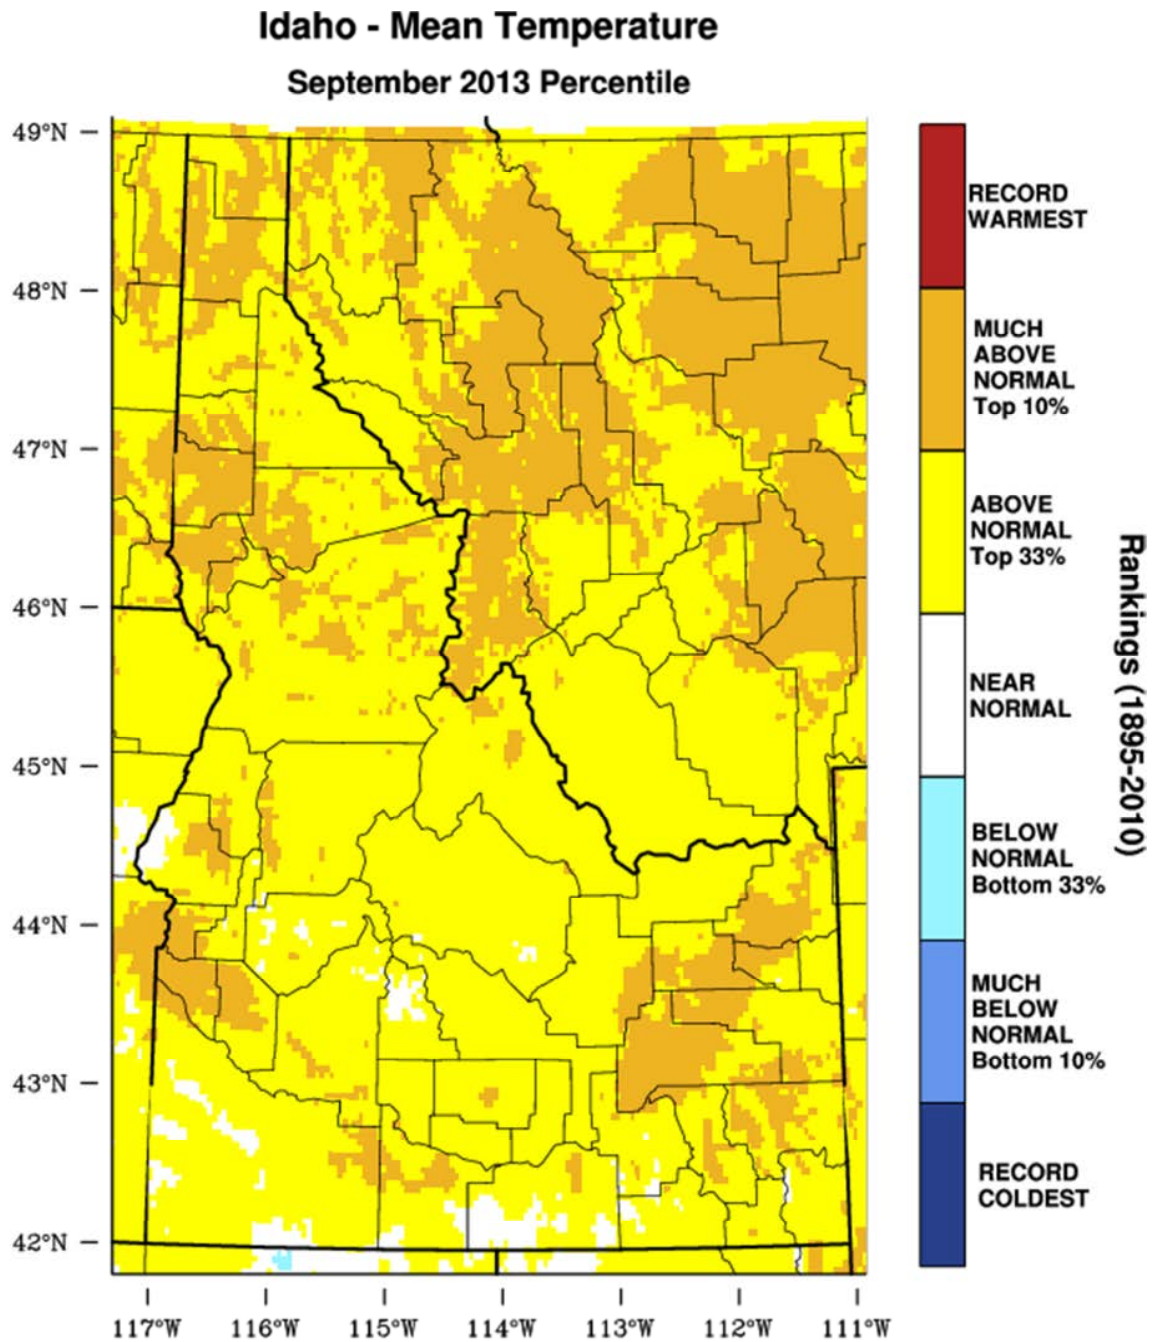 Idaho - Mean Temperature
September 2013 Percentile
49°N
48°N
47°N
46°N
45°N
44°N
43°N
42°N
117°W
116°W
115°W
114°W
113°W
112°W
111°W
RECORD
WARMEST
MUCH
ABOVE
NORMAL
Top 10%
ABOVE
NORMAL
Top 33%
NEAR
NORMAL
BELOW
NORMAL
Bottom 33%
MUCH
BELOW
NORMAL
Bottom 10%
RECORD
COLDEST
Rankings (1895-2010)